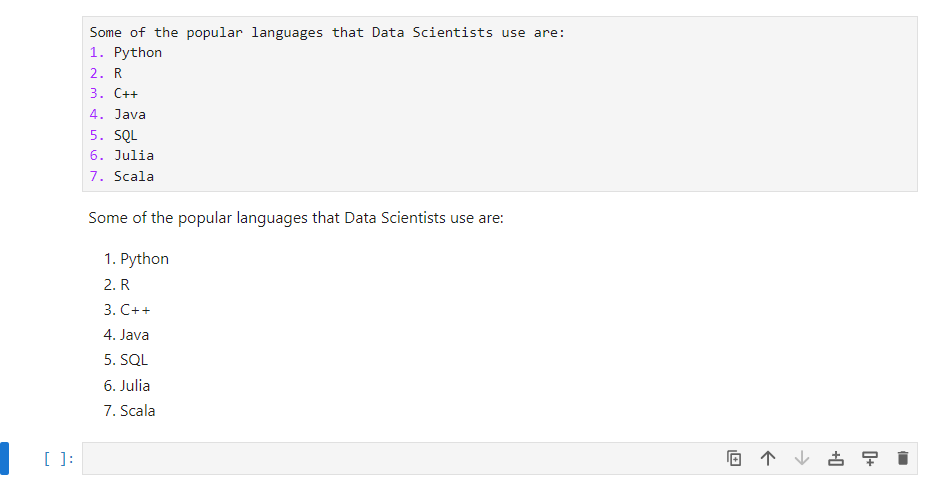 Some of the popular languages that Data Scientists use are:
1. Python
2. R
3. C++
4. Java
5. SQL
6. Julia
7. Scala
Some of the popular languages that Data Scientists use are:
1. Python
2. R
3. C++
4. Java
5. SQL
6. Julia
7. Scala
[ ]: